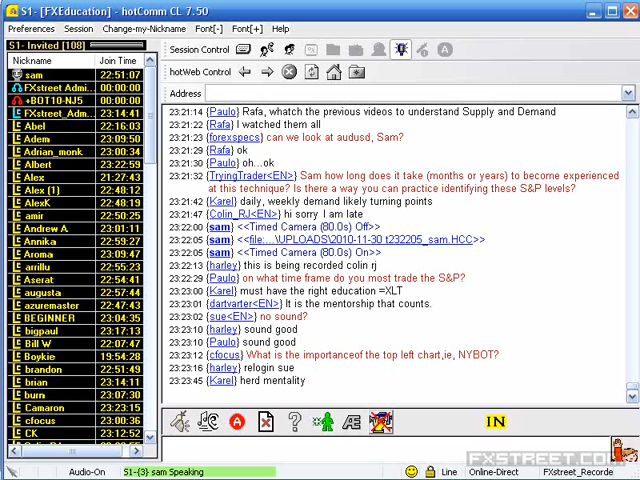 S1- [FXEducation] - hotComm CL 7.50
Preferences Session Change-my-Nickname Font[-] Font[+] Help
S1- Invited [108]
Session Control
Nickname Join Time
hotWeb Control
Address
sam 22:51:07
FXstreet Admi... 00:00:00
+BOT10-NJ5 00:00:00
FXstreet_Adm... 23:14:41
Abel 22:16:03
Adem 23:09:50
Adrian_monk 23:00:34
Albert 23:22:59
Alex 21:27:43
Alex (1) 22:48:12
AlexK 22:48:19
amir 22:50:25
Andrew A 23:01:11
Annika 22:59:27
Aroma 23:09:47
arrillu 22:55:23
Aserat 22:54:41
augusta 22:57:44
azuremaster 22:57:43
BEGINNER 23:04:35
bigpaul 23:17:13
Bill W 22:07:47
Boykie 19:54:28
brandon 22:51:49
brian 23:14:11
burn 23:07:30
Camaron 23:23:15
cfocus 23:00:36
CK 23:12:52
23:21:14 {Paulo} Rafa, whatch the previous videos to understand Supply and Demand
23:21:22 {Rafa} I watched them all
23:21:23 {forexspecs} can we look at audusd, Sam?
23:21:29 {Rafa} ok
23:21:30 {Paulo} oh...ok
23:21:32 {TryingTrader<EN>} Sam how long does it take (months or years) to become experienced
at this technique? Is there a way you can practice identifying these S&P levels?
23:21:42 {Karel} daily, weekly demand likely turning points
23:21:47 {Colin_RJ<EN>} hi sorry I am late
23:22:00 {sam} <<Timed Camera (80.0s) Off>>
23:22:05 {sam} <<file:...\UPLOADS\2010-11-30 t232205_sam.HCC>>
23:22:05 {sam} <<Timed Camera (80.0s) On>>
23:22:13 {harley} this is being recorded colin rj
23:22:29 {Paulo} on what time frame do you most trade the S&P?
23:23:00 {Karel} must have the right education =XLT
23:23:01 {dartvarter<EN>} It is the mentorship that counts.
23:23:02 {sue<EN>} no sound?
23:23:10 {harley} sound good
23:23:10 {Paulo} sound good
23:23:12 {cfocus} What is the importanceof the top left chart,ie, NYBOT?
23:23:16 {harley} relogin sue
23:23:45 {Karel} herd mentality
A ? Æ IN
FXSTREET.COM
Audio-On S1-{3} sam Speaking Line Online-Direct FXstreet_Recorde